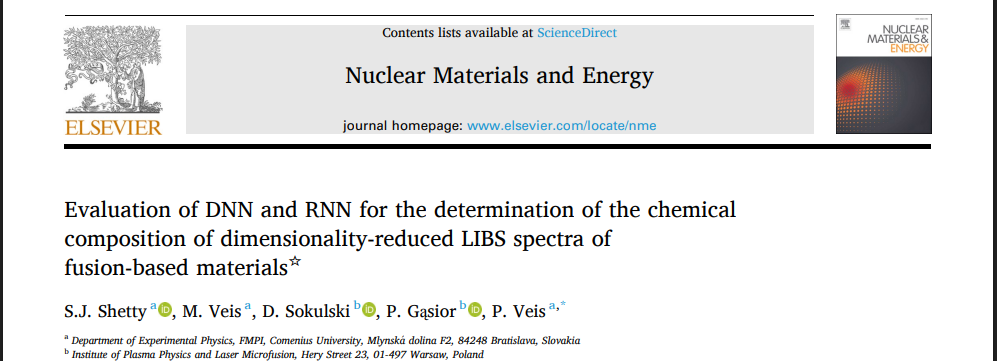 Contents lists available at ScienceDirect
Nuclear Materials and Energy
journal homepage: www.elsevier.com/locate/nme
ELSEVIER
NUCLEAR
MATERIALS &
ENERGY
Evaluation of DNN and RNN for the determination of the chemical
composition of dimensionality-reduced LIBS spectra of
fusion-based materials☆
S.J. Shetty a iD, M. Veis a, D. Sokulski b iD, P. Gąsior b iD, P. Veis a,*
a Department of Experimental Physics, FMPI, Comenius University, Mlynská dolina F2, 84248 Bratislava, Slovakia
b Institute of Plasma Physics and Laser Microfusion, Hery Street 23, 01-497 Warsaw, Poland